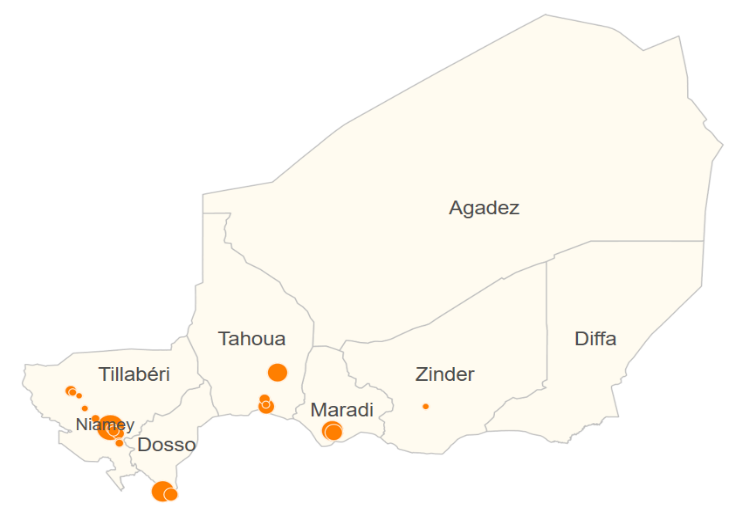 Agadez
Tahoua
Diffa
Tillabéri
Zinder
Maradi
Niamey
Dosso